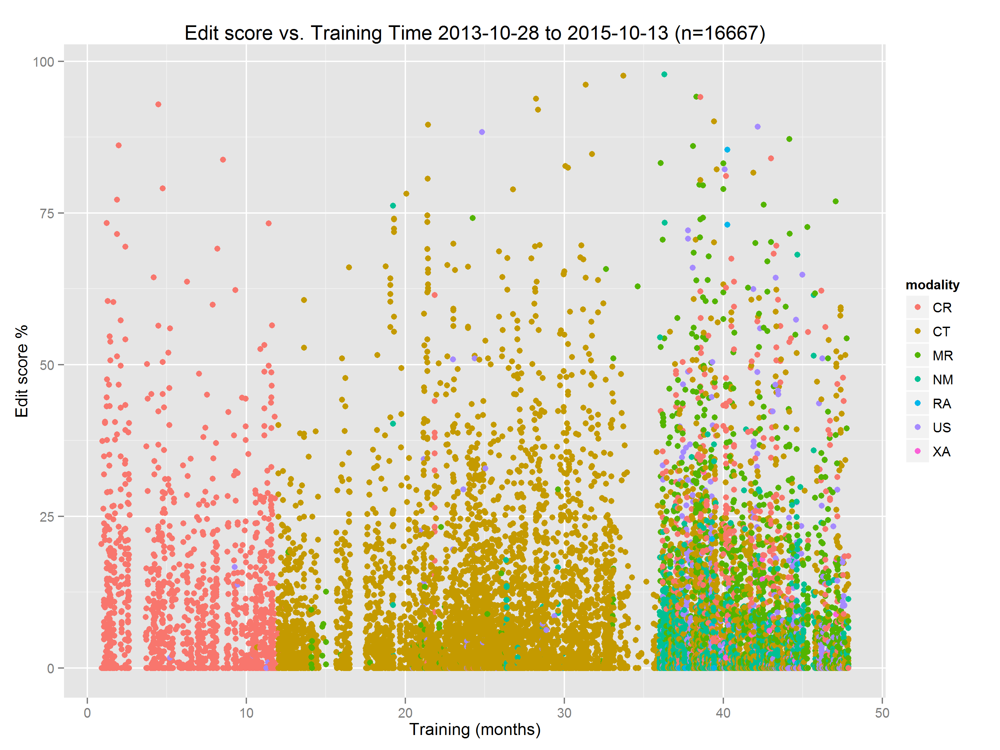 Edit score vs. Training Time 2013-10-28 to 2015-10-13 (n=16667)
100
75
50
25
0
Edit score %
0 10 20 30 40 50
Training (months)
modality
CR
CT
MR
NM
RA
US
XA